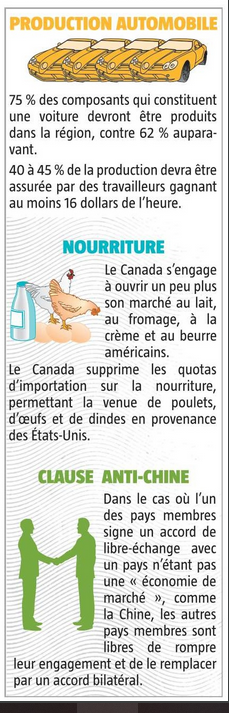 PRODUCTION AUTOMOBILE
75 % des composants qui constituent
une voiture devront être produits
dans la région, contre 62 % aupara-
vant.
40 à 45 % de la production devra être
assurée par des travailleurs gagnant
au moins 16 dollars de l’heure.
NOURRITURE
Le Canada s’engage
à ouvrir un peu plus
son marché au lait,
au fromage, à la
crème et au beurre
américains.
Le Canada supprime les quotas
d’importation sur la nourriture,
permettant la venue de poulets,
d’œufs et de dindes en provenance
des États-Unis.
CLAUSE ANTI-CHINE
Dans le cas où l’un
des pays membres
signe un accord de
libre-échange avec
un pays n’étant pas
une « économie de
marché », comme
la Chine, les autres
pays membres sont
libres de rompre
leur engagement et de le remplacer
par un accord bilatéral.